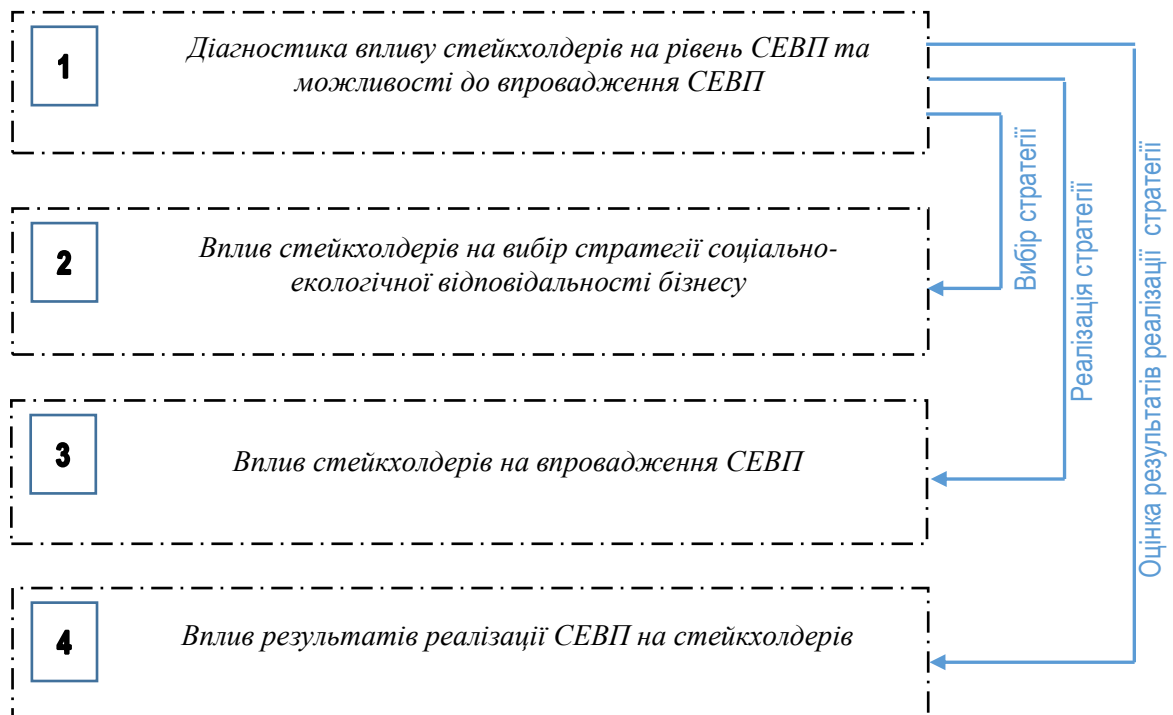 1
Діагностика впливу стейкхолдерів на рівень СЕВП та
можливості до впровадження СЕВП
2
Вплив стейкхолдерів на вибір стратегії соціально-
екологічної відповідальності бізнесу
3
Вплив стейкхолдерів на впровадження СЕВП
4
Вплив результатів реалізації СЕВП на стейкхолдерів
Вибір стратегії
Реалізація стратегії
Оцінка результатів реалізації стратегії